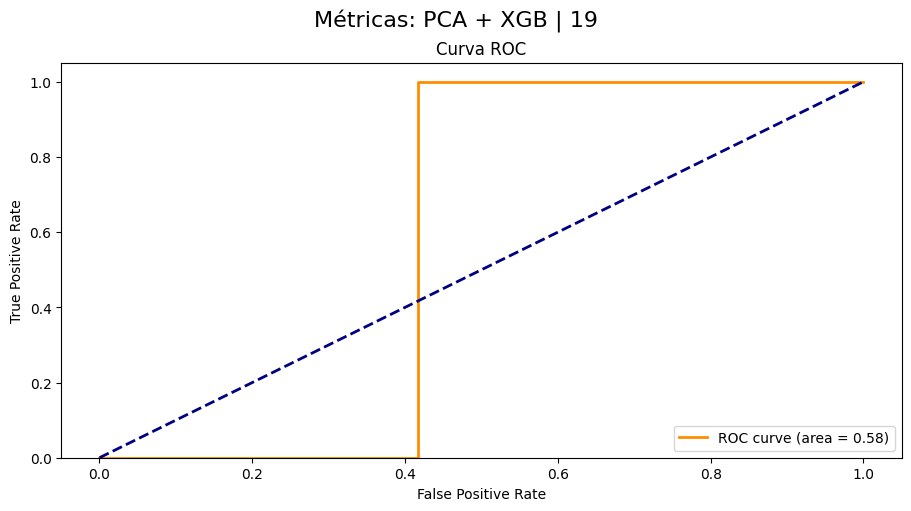 Métricas: PCA + XGB | 19
Curva ROC
True Positive Rate
1.0
0.8
0.6
0.4
0.2
0.0
0.0 0.2 0.4 0.6 0.8 1.0
False Positive Rate
ROC curve (area = 0.58)